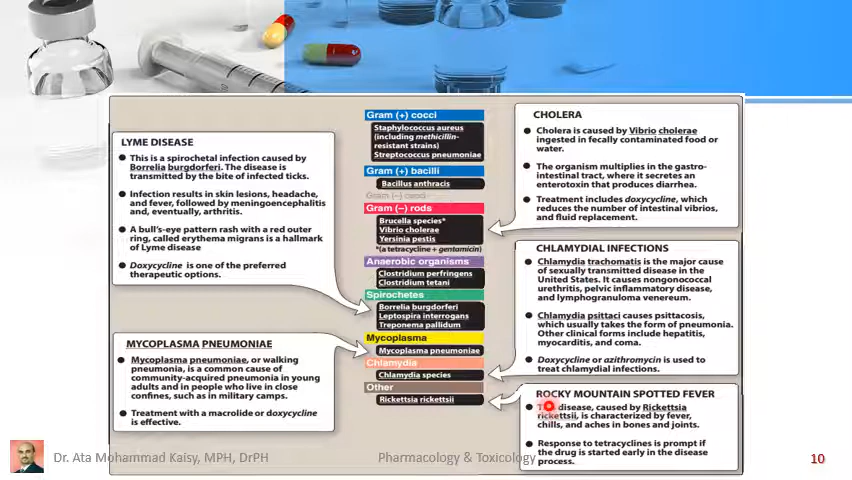 LYME DISEASE
● This is a spirochetal infection caused by
Borrelia burgdorferi. The disease is
transmitted by the bite of infected ticks.
● Infection results in skin lesions, headache,
and fever, followed by meningoencephalitis
and, eventually, arthritis.
● A bull's-eye pattern rash with a red outer
ring, called erythema migrans is a hallmark
of Lyme disease
● Doxycycline is one of the preferred
therapeutic options.
MYCOPLASMA PNEUMONIAE
● Mycoplasma pneumoniae, or walking
pneumonia, is a common cause of
community-acquired pneumonia in young
adults and in people who live in close
confines, such as in military camps.
● Treatment with a macrolide or doxycycline
is effective.
Gram (+) cocci
Staphylococcus aureus
(including methicillin-
resistant strains)
Streptococcus pneumoniae
Gram (+) bacilli
Bacillus anthracis
Gram (–) cocci
Gram (–) rods
Brucella species*
Vibrio cholerae
Yersinia pestis
*(a tetracycline + gentamicin)
Anaerobic organisms
Clostridium perfringens
Clostridium tetani
Spirochetes
Borrelia burgdorferi
Leptospira interrogans
Treponema pallidum
Mycoplasma
Mycoplasma pneumoniae
Chlamydia
Chlamydia species
Other
Rickettsia rickettsii
CHOLERA
● Cholera is caused by Vibrio cholerae
ingested in fecally contaminated food or
water.
● The organism multiplies in the gastro-
intestinal tract, where it secretes an
enterotoxin that produces diarrhea.
● Treatment includes doxycycline, which
reduces the number of intestinal vibrios,
and fluid replacement.
CHLAMYDIAL INFECTIONS
● Chlamydia trachomatis is the major cause
of sexually transmitted disease in the
United States. It causes nongonococcal
urethritis, pelvic inflammatory disease,
and lymphogranuloma venereum.
● Chlamydia psittaci causes psittacosis,
which usually takes the form of pneumonia.
Other clinical forms include hepatitis,
myocarditis, and coma.
● Doxycycline or azithromycin is used to
treat chlamydial infections.
ROCKY MOUNTAIN SPOTTED FEVER
● disease, caused by Rickettsia
rickettsii, is characterized by fever,
chills, and aches in bones and joints.
● Response to tetracyclines is prompt if
the drug is started early in the disease
process.
Dr. Ata Mohammad Kaisy, MPH, DrPH
Pharmacology & Toxicology
10